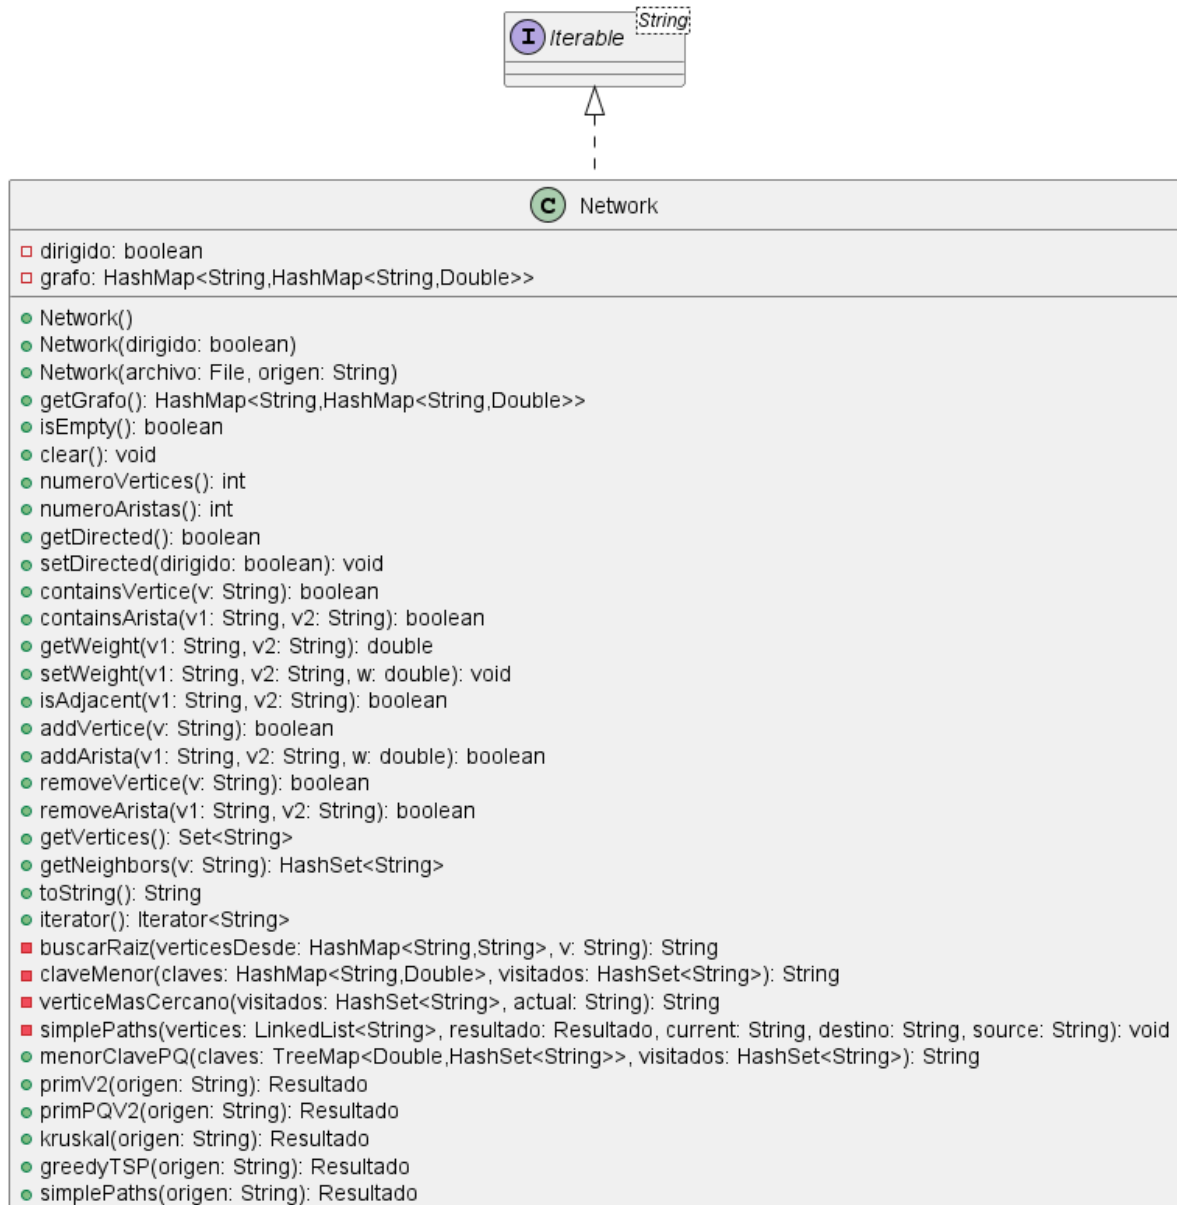 String
I Iterable
C Network
dirigido: boolean
grafo: HashMap<String,HashMap<String,Double>>
Network()
Network(dirigido: boolean)
Network(archivo: File, origen: String)
getGrafo(): HashMap<String,HashMap<String,Double>>
isEmpty(): boolean
clear(): void
numeroVertices(): int
numeroAristas(): int
getDirected(): boolean
setDirected(dirigido: boolean): void
containsVertice(v: String): boolean
containsArista(v1: String, v2: String): boolean
getWeight(v1: String, v2: String): double
setWeight(v1: String, v2: String, w: double): void
isAdjacent(v1: String, v2: String): boolean
addVertice(v: String): boolean
addArista(v1: String, v2: String, w: double): boolean
removeVertice(v: String): boolean
removeArista(v1: String, v2: String): boolean
getVertices(): Set<String>
getNeighbors(v: String): HashSet<String>
toString(): String
iterator(): Iterator<String>
buscarRaiz(verticesDesde: HashMap<String,String>, v: String): String
claveMenor(claves: HashMap<String,Double>, visitados: HashSet<String>): String
verticeMasCercano(visitados: HashSet<String>, actual: String): String
simplePaths(vertices: LinkedList<String>, resultado: Resultado, current: String, destino: String, source: String): void
menorClavePQ(claves: TreeMap<Double,HashSet<String>>, visitados: HashSet<String>): String
primV2(origen: String): Resultado
primPQV2(origen: String): Resultado
kruskal(origen: String): Resultado
greedyTSP(origen: String): Resultado
simplePaths(origen: String): Resultado